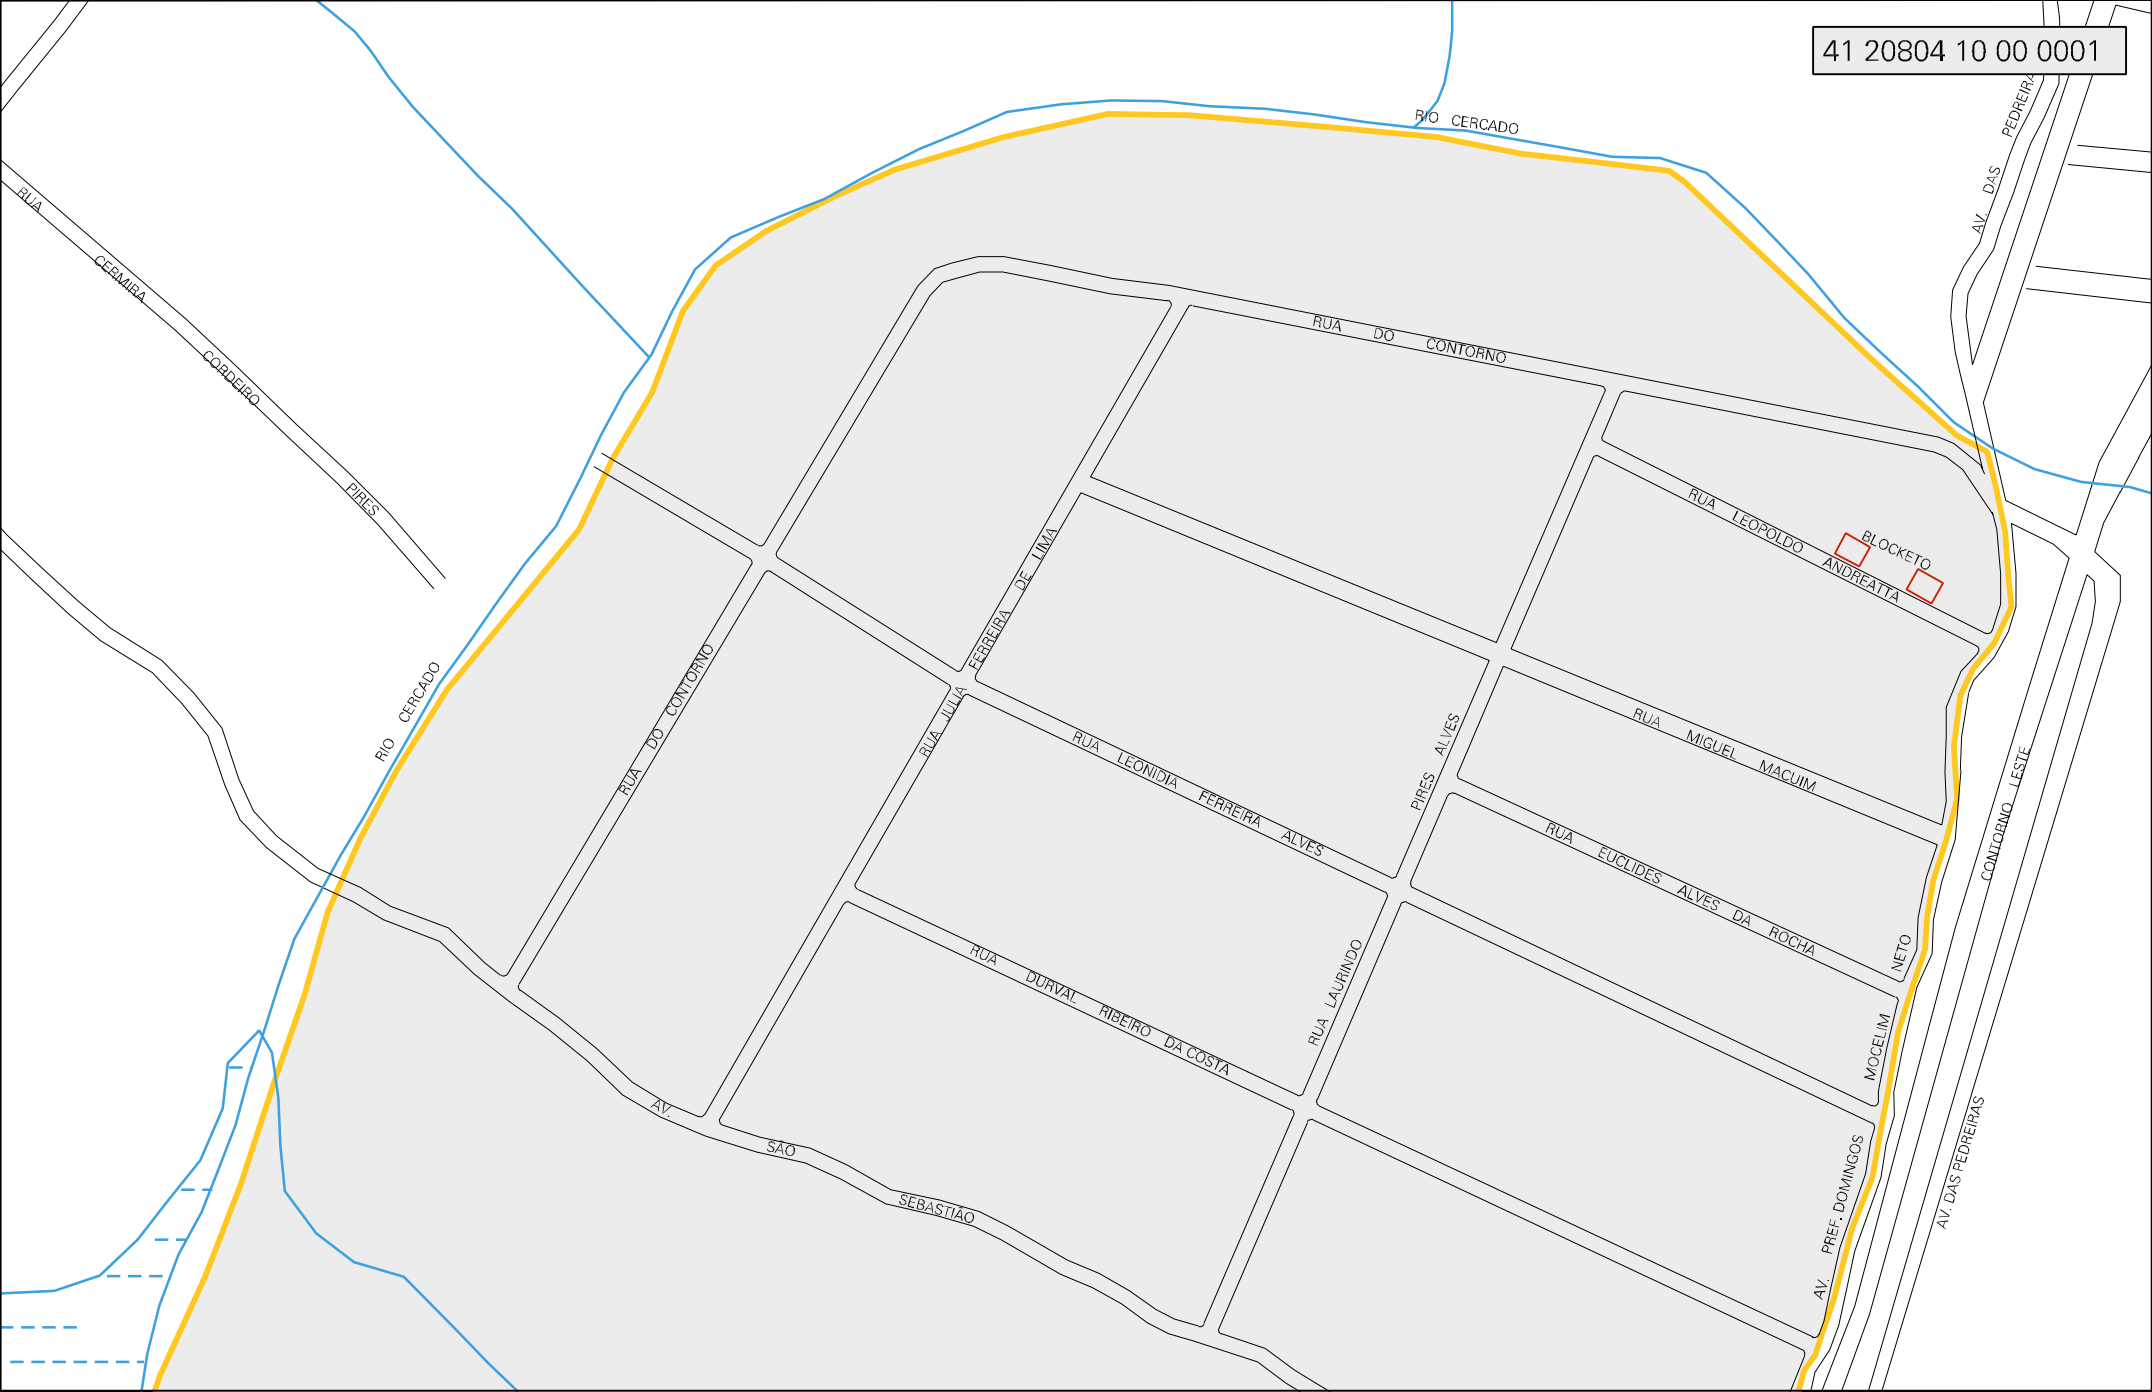 41 20804 10 00 0001
RIO CERCADO
AV. DAS PEDREIRA
RUA CERMIRA CORDEIRO PIRES
RUA DO CONTORNO
RUA LEOPOLDO ANDREATTA
BLOCKETO
RUA JULIA FERREIRA DE LIMA
RUA DO CONTORNO
RIO CERCADO
RUA LEONIDIA FERREIRA ALVES
RUA LAURINDO PIRES ALVES
RUA MIGUEL MACUIM
RUA EUCLIDES ALVES DA ROCHA
CONTORNO LESTE
RUA DURVAL RIBEIRO DA COSTA
AV. PREF. DOMINGOS MOCELIM NETO
AV. DAS PEDREIRAS
AV. SÃO SEBASTIÃO